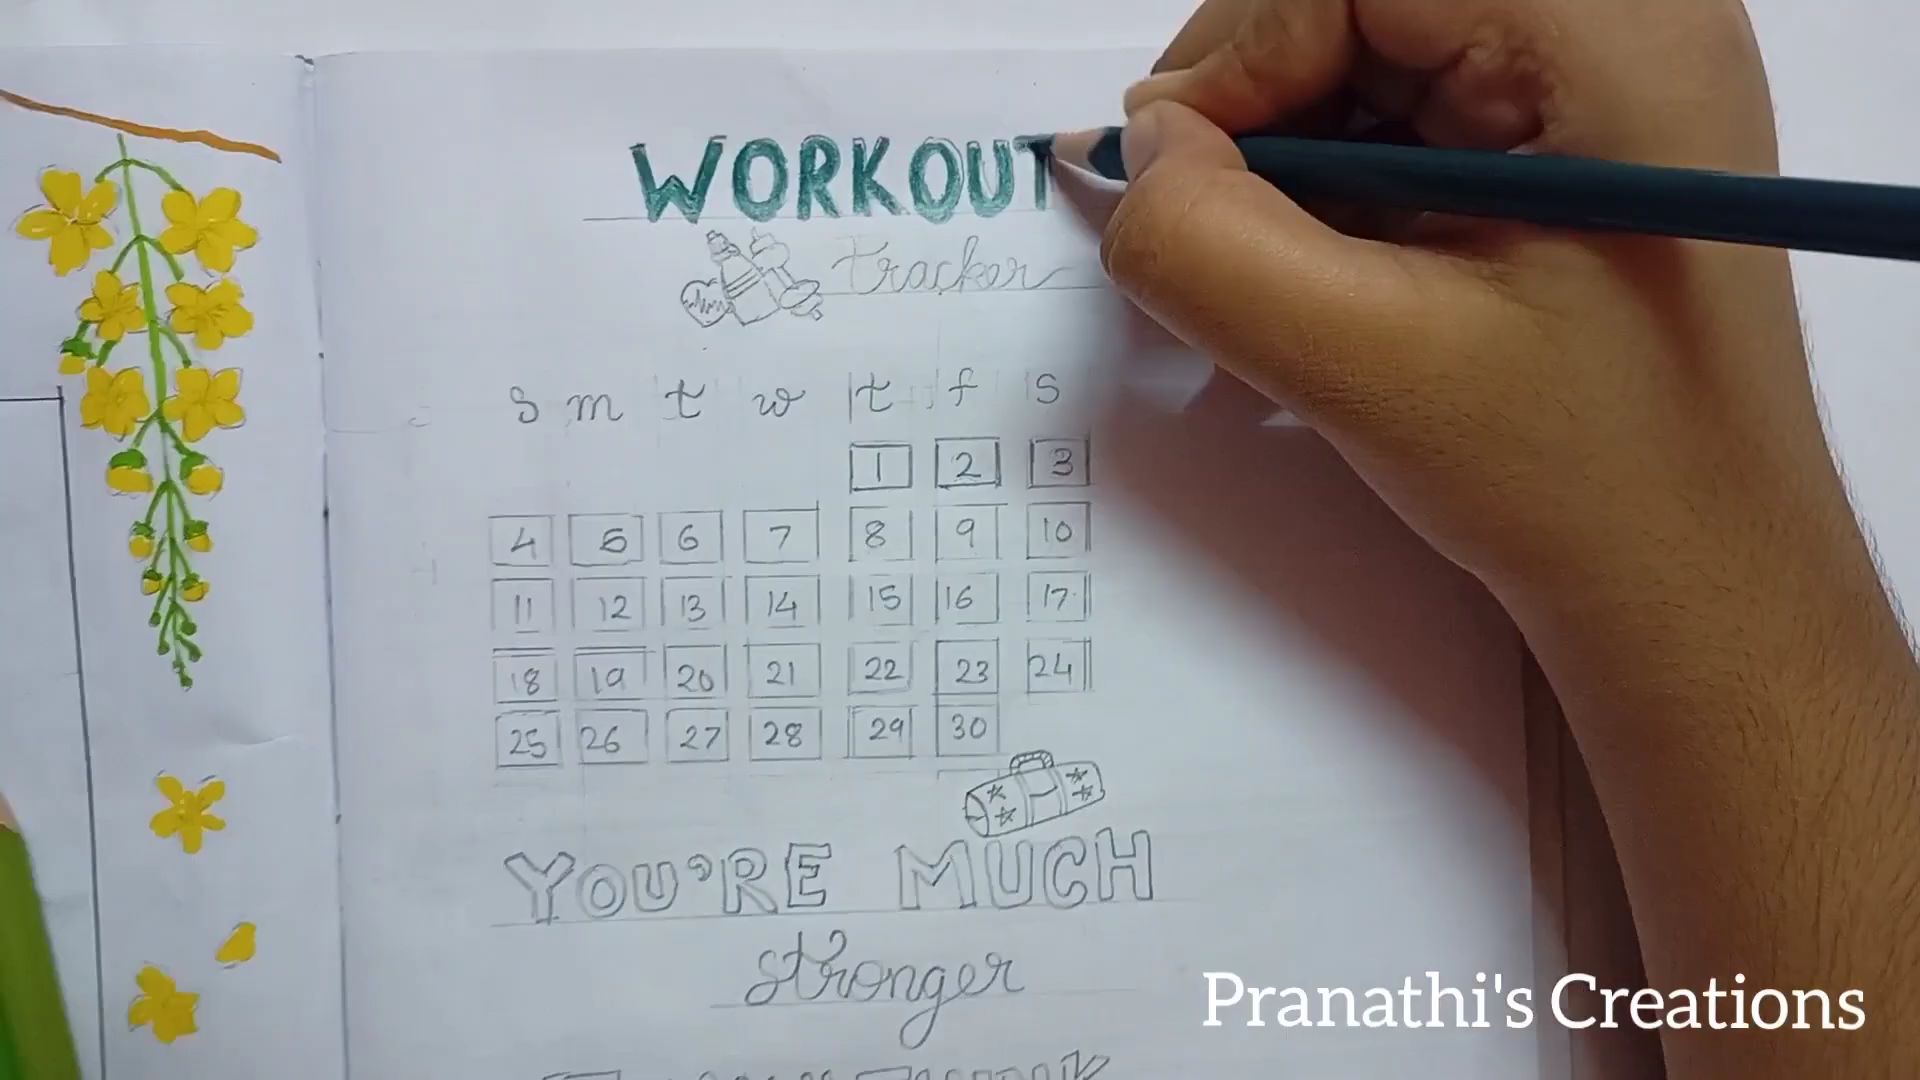 WORKOUT
tracker
s m t w t f S
1 2 3
4 5 6 7 8 9 10
11 12 13 14 15 16 17
18 19 20 21 22 23 24
25 26 27 28 29 30
YOU'RE MUCH
stronger
Pranathi's Creations